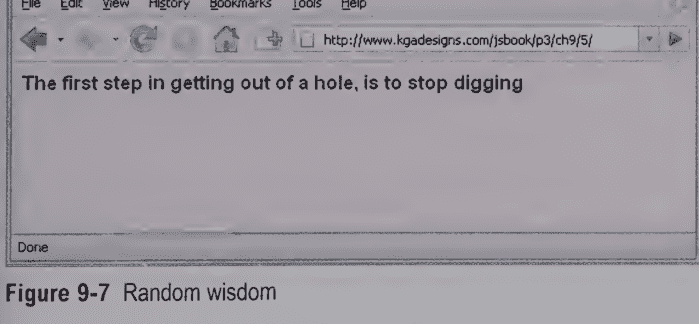 File Edit View History Bookmarks Tools Help
http://www.kgadesigns.com/jsbook/p3/ch9/5/
The first step in getting out of a hole, is to stop digging
Done
Figure 9-7 Random wisdom